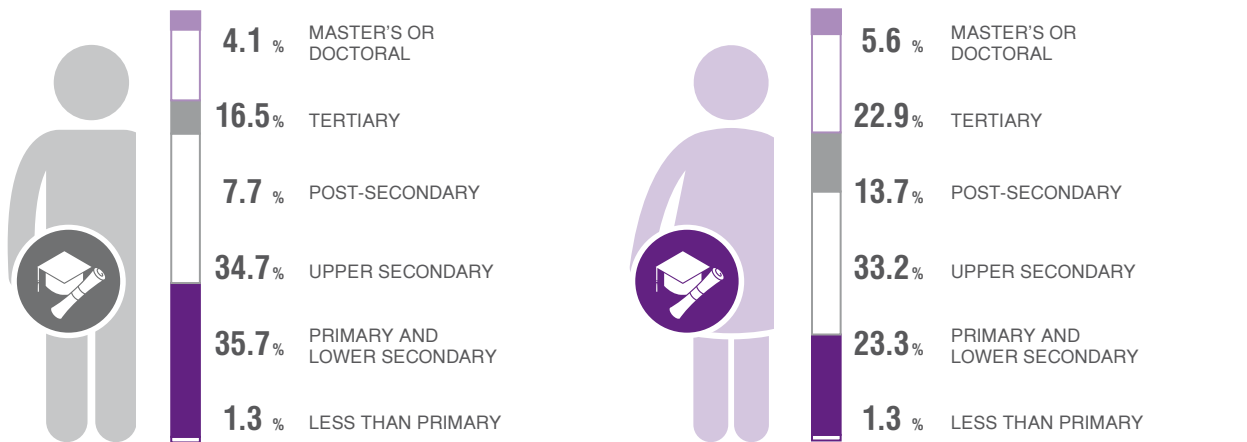 4.1 % MASTER'S OR
DOCTORAL
16.5 % TERTIARY
7.7 % POST-SECONDARY
34.7 % UPPER SECONDARY
35.7 % PRIMARY AND
LOWER SECONDARY
1.3 % LESS THAN PRIMARY
5.6 % MASTER'S OR
DOCTORAL
22.9 % TERTIARY
13.7 % POST-SECONDARY
33.2 % UPPER SECONDARY
23.3 % PRIMARY AND
LOWER SECONDARY
1.3 % LESS THAN PRIMARY